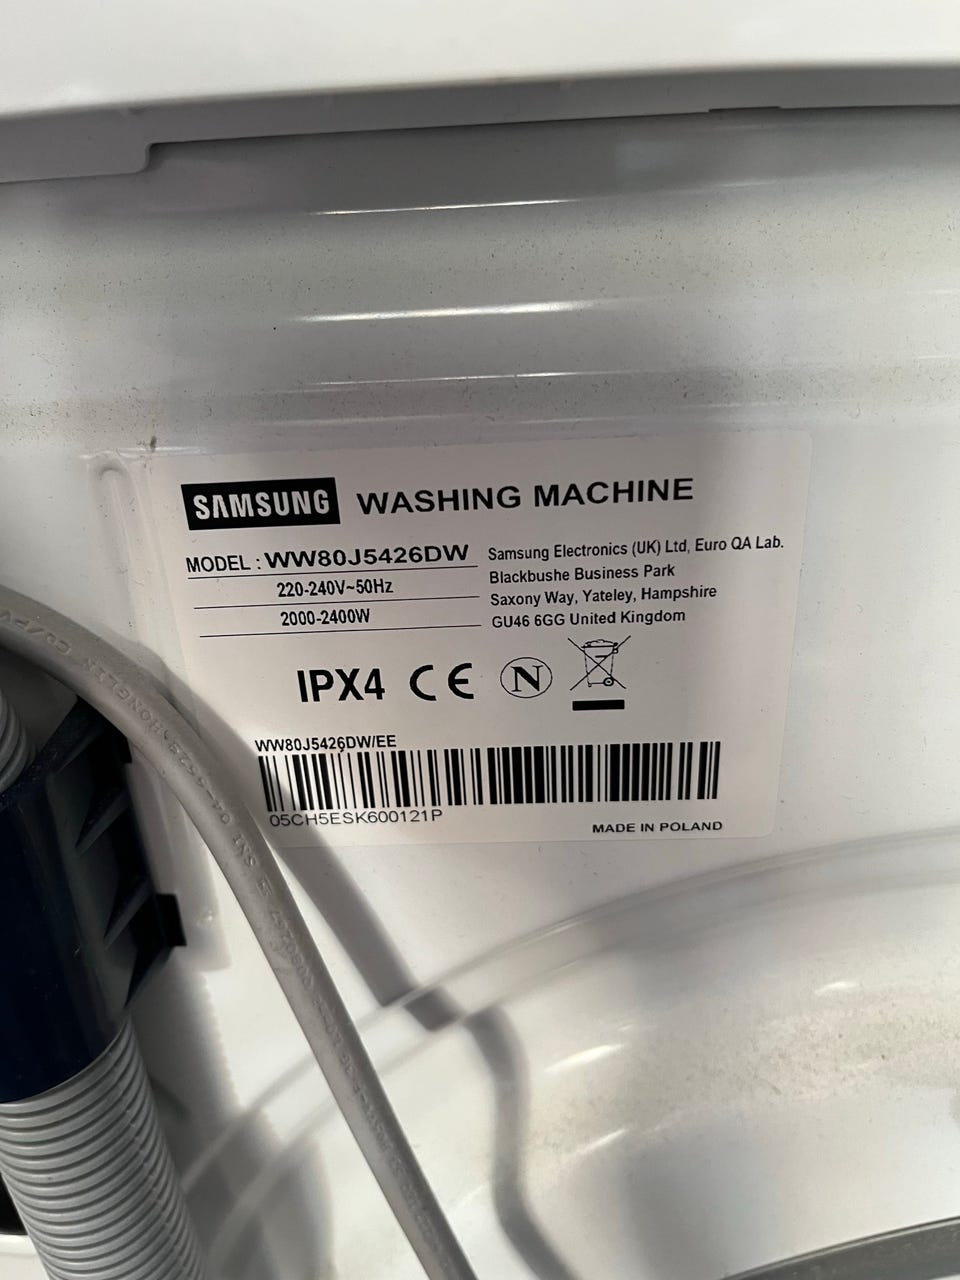 SAMSUNG WASHING MACHINE
MODEL : WW80J5426DW
220-240V~50Hz
2000-2400W
Samsung Electronics (UK) Ltd, Euro QA Lab.
Blackbushe Business Park
Saxony Way, Yateley, Hampshire
GU46 6GG United Kingdom
IPX4 CE N
WW80J5426DW/EE
05CH5ESK600121P
MADE IN POLAND